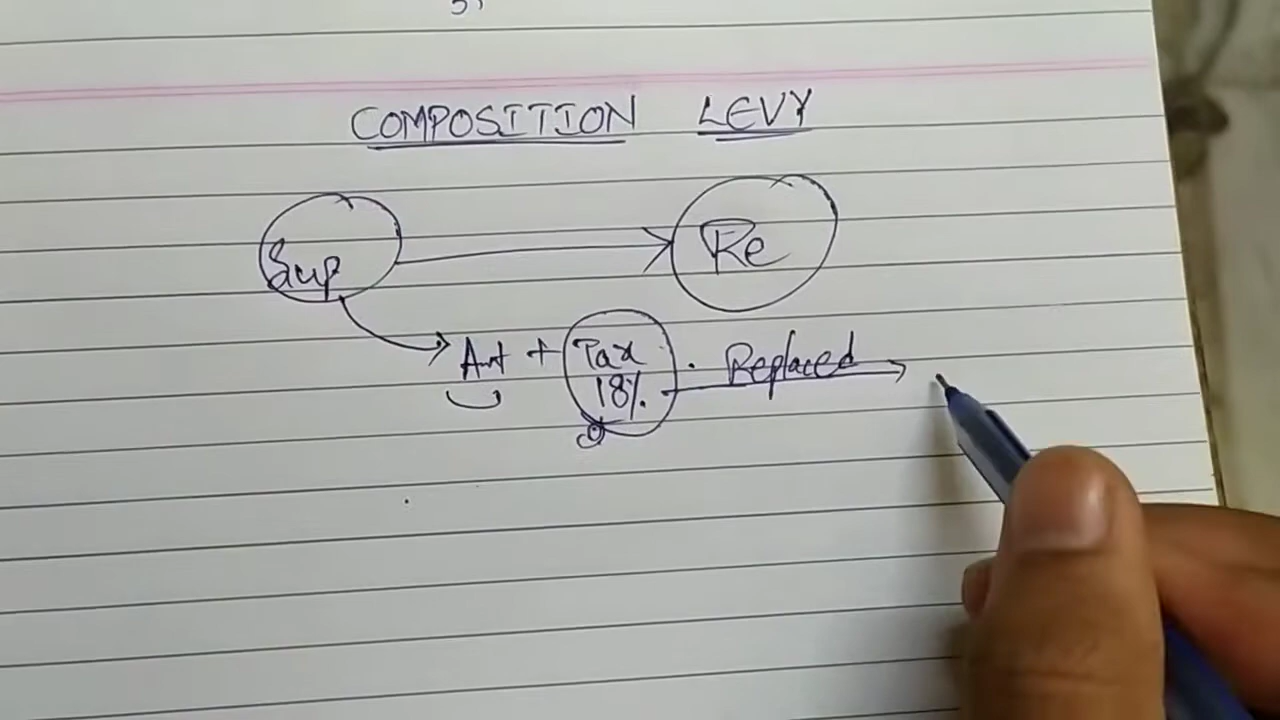 COMPOSITION LEVY
Sup Re
Amt + Tax . Replaced
18%.